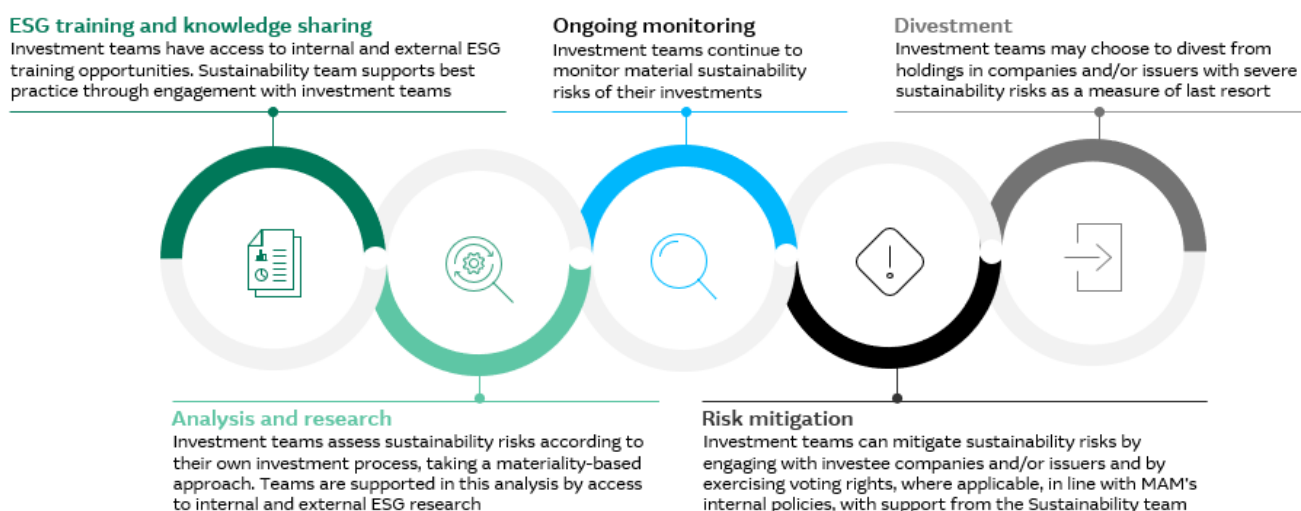 ESG training and knowledge sharing
Investment teams have access to internal and external ESG
training opportunities. Sustainability team supports best
practice through engagement with investment teams
Ongoing monitoring
Investment teams continue to
monitor material sustainability
risks of their investments
Divestment
Investment teams may choose to divest from
holdings in companies and/or issuers with severe
sustainability risks as a measure of last resort
Analysis and research
Investment teams assess sustainability risks according to
their own investment process, taking a materiality-based
approach. Teams are supported in this analysis by access
to internal and external ESG research
Risk mitigation
Investment teams can mitigate sustainability risks by
engaging with investee companies and/or issuers and by
exercising voting rights, where applicable, in line with MAM's
internal policies, with support from the Sustainability team